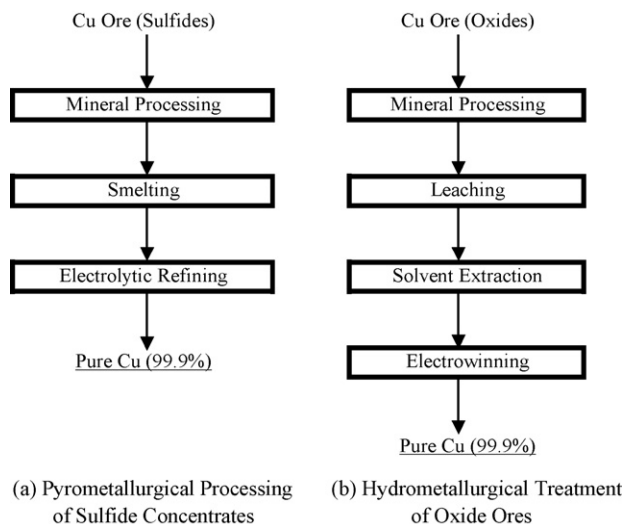 Cu Ore (Sulfides)
Mineral Processing
Smelting
Electrolytic Refining
Pure Cu (99.9%)
(a) Pyrometallurgical Processing
of Sulfide Concentrates
Cu Ore (Oxides)
Mineral Processing
Leaching
Solvent Extraction
Electrowinning
Pure Cu (99.9%)
(b) Hydrometallurgical Treatment
of Oxide Ores